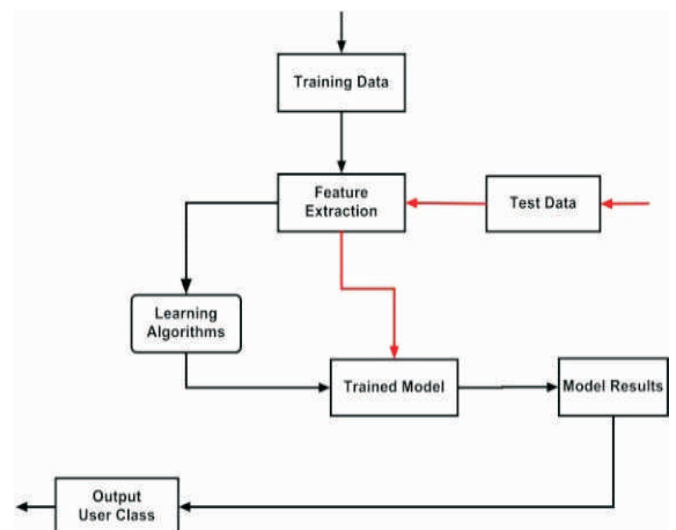 Training Data
Feature
Extraction
Test Data
Learning
Algorithms
Trained Model
Model Results
Output
User Class